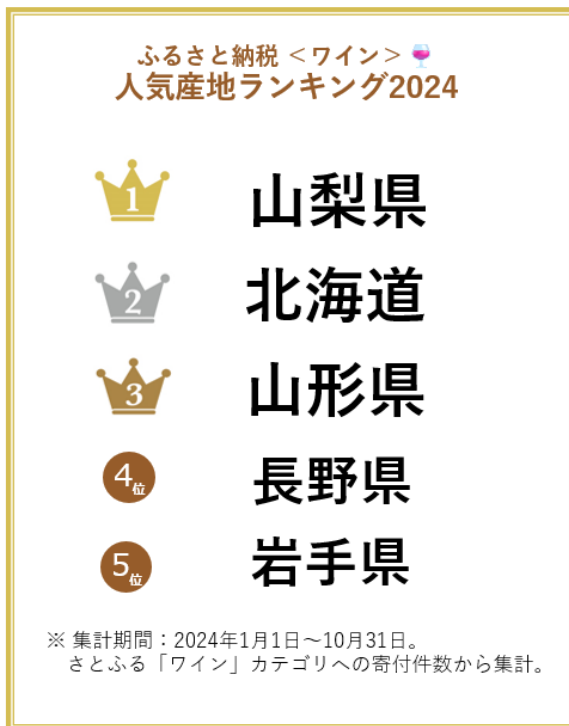 ふるさと納税 ＜ワイン＞🍷
人気産地ランキング2024
1 山梨県
2 北海道
3 山形県
4位 長野県
5位 岩手県
※ 集計期間：2024年1月1日～10月31日。
さとふる「ワイン」カテゴリへの寄付件数から集計。